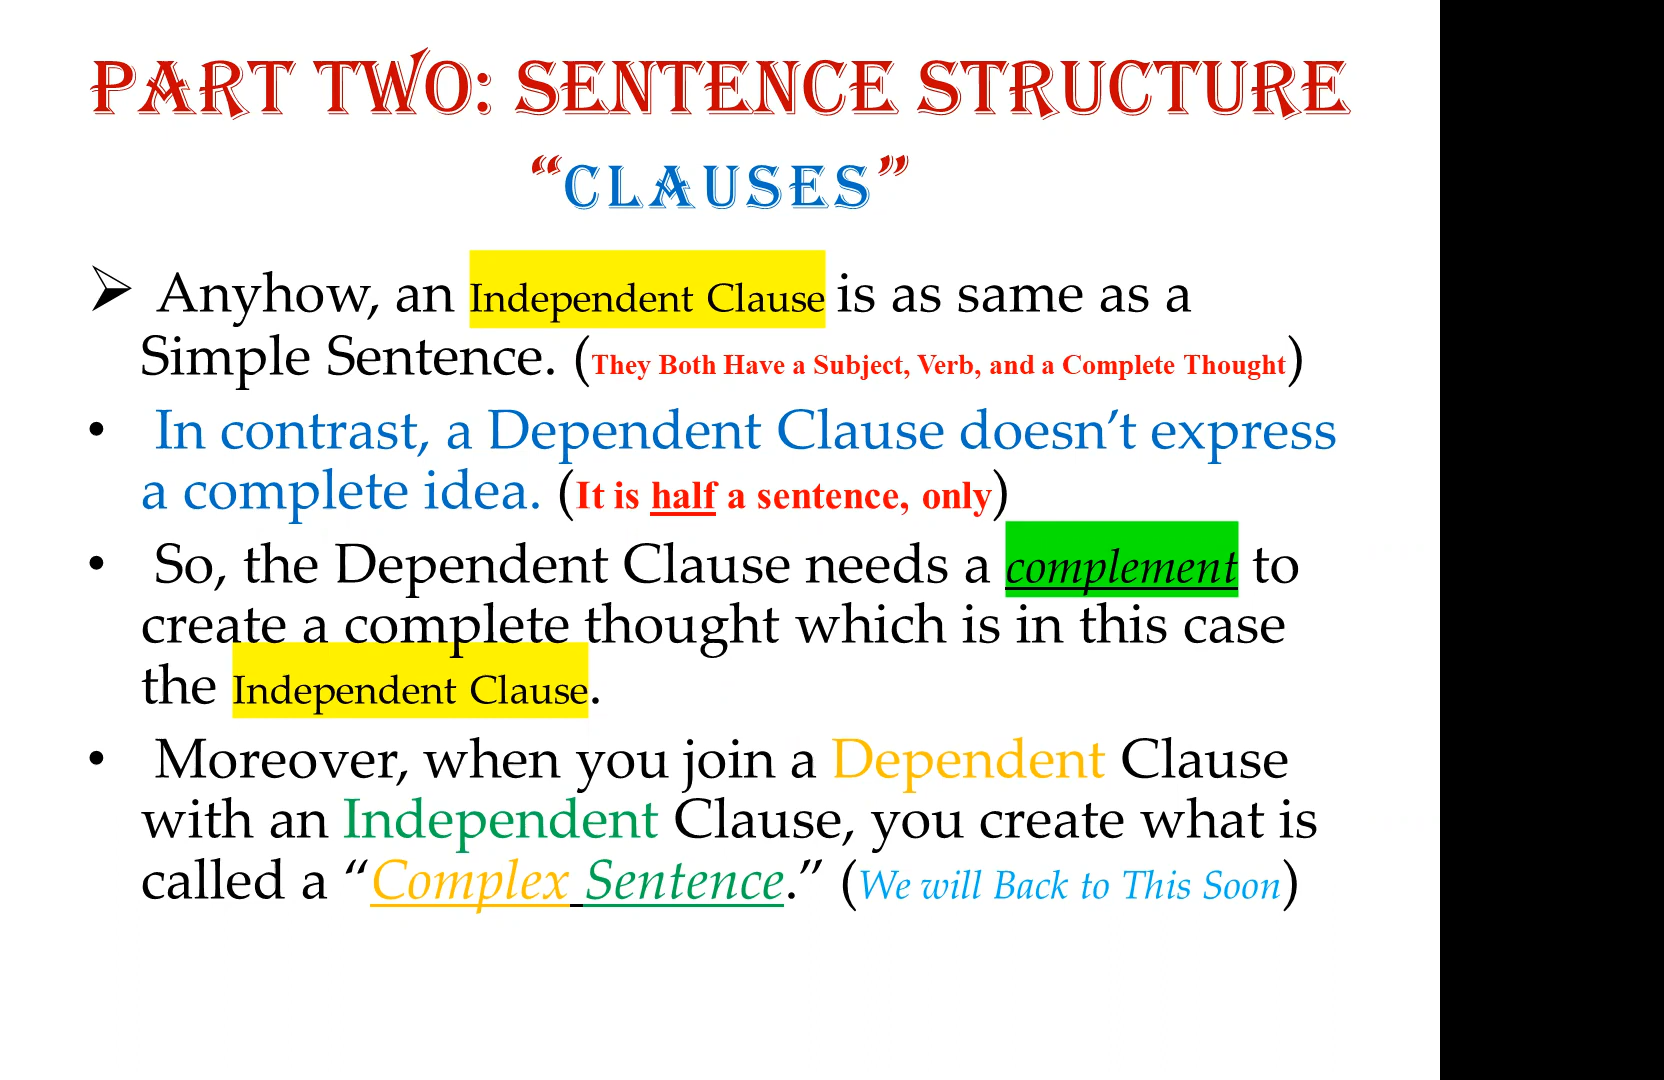 PART TWO: SENTENCE STRUCTURE
“CLAUSES”
➢ Anyhow, an Independent Clause is as same as a
Simple Sentence. (They Both Have a Subject, Verb, and a Complete Thought)
• In contrast, a Dependent Clause doesn’t express
a complete idea. (It is half a sentence, only)
• So, the Dependent Clause needs a complement to
create a complete thought which is in this case
the Independent Clause.
• Moreover, when you join a Dependent Clause
with an Independent Clause, you create what is
called a “Complex Sentence.” (We will Back to This Soon)